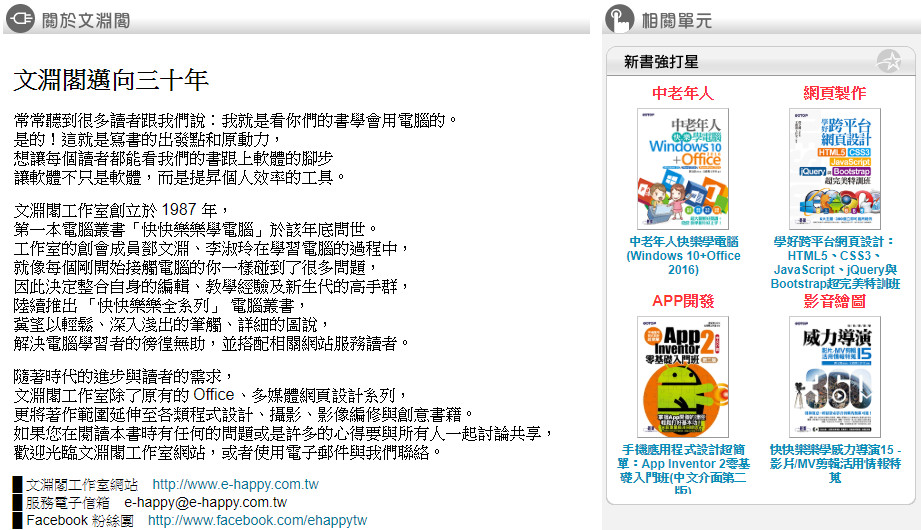 關於文淵閣
文淵閣邁向三十年
常常聽到很多讀者跟我們說：我就是看你們的書學會用電腦的。
是的！這就是寫書的出發點和原動力，
想讓每個讀者都能看我們的書跟上軟體的腳步
讓軟體不只是軟體，而是提昇個人效率的工具。
文淵閣工作室創立於 1987 年，
第一本電腦叢書「快快樂樂學電腦」於該年底問世。
工作室的創會成員鄧文淵、李淑玲在學習電腦的過程中，
就像每個剛開始接觸電腦的你一樣碰到了很多問題，
因此決定整合自身的編輯、教學經驗及新生代的高手群，
陸續推出 「快快樂樂全系列」 電腦叢書，
冀望以輕鬆、深入淺出的筆觸、詳細的圖說，
解決電腦學習者的徬徨無助，並搭配相關網站服務讀者。
隨著時代的進步與讀者的需求，
文淵閣工作室除了原有的 Office 、多媒體網頁設計系列，
更將著作範圍延伸至各類程式設計、攝影、影像編修與創意書籍。
如果您在閱讀本書時有任何的問題或是許多的心得要與所有人一起討論共享，
歡迎光臨文淵閣工作室網站，或者使用電子郵件與我們聯絡。
文淵閣工作室網站 http://www.e-happy.com.tw
服務電子信箱 e-happy@e-happy.com.tw
Facebook 粉絲團 http://www.facebook.com/ehappytw
相關單元
新書強打星
中老年人
中老年人
快樂學電腦
Windows 10
+Office
中老年人快樂學電腦
(Windows 10+Office
2016)
網頁製作
學好跨平台
網頁設計
HTML5 CSS3
JavaScript
jQuery Bootstrap
超完美特訓班
學好跨平台網頁設計：
HTML5、CSS3、
JavaScript、jQuery與
Bootstrap超完美特訓班
APP開發
App
Inventor 2
零基礎入門班
手機應用程式設計超簡
單：App Inventor 2零基
礎入門班(中文介面第二
版)
影音繪圖
威力導演
15
360
快快樂樂學威力導演15 -
影片/MV剪輯活用情報特
蒐